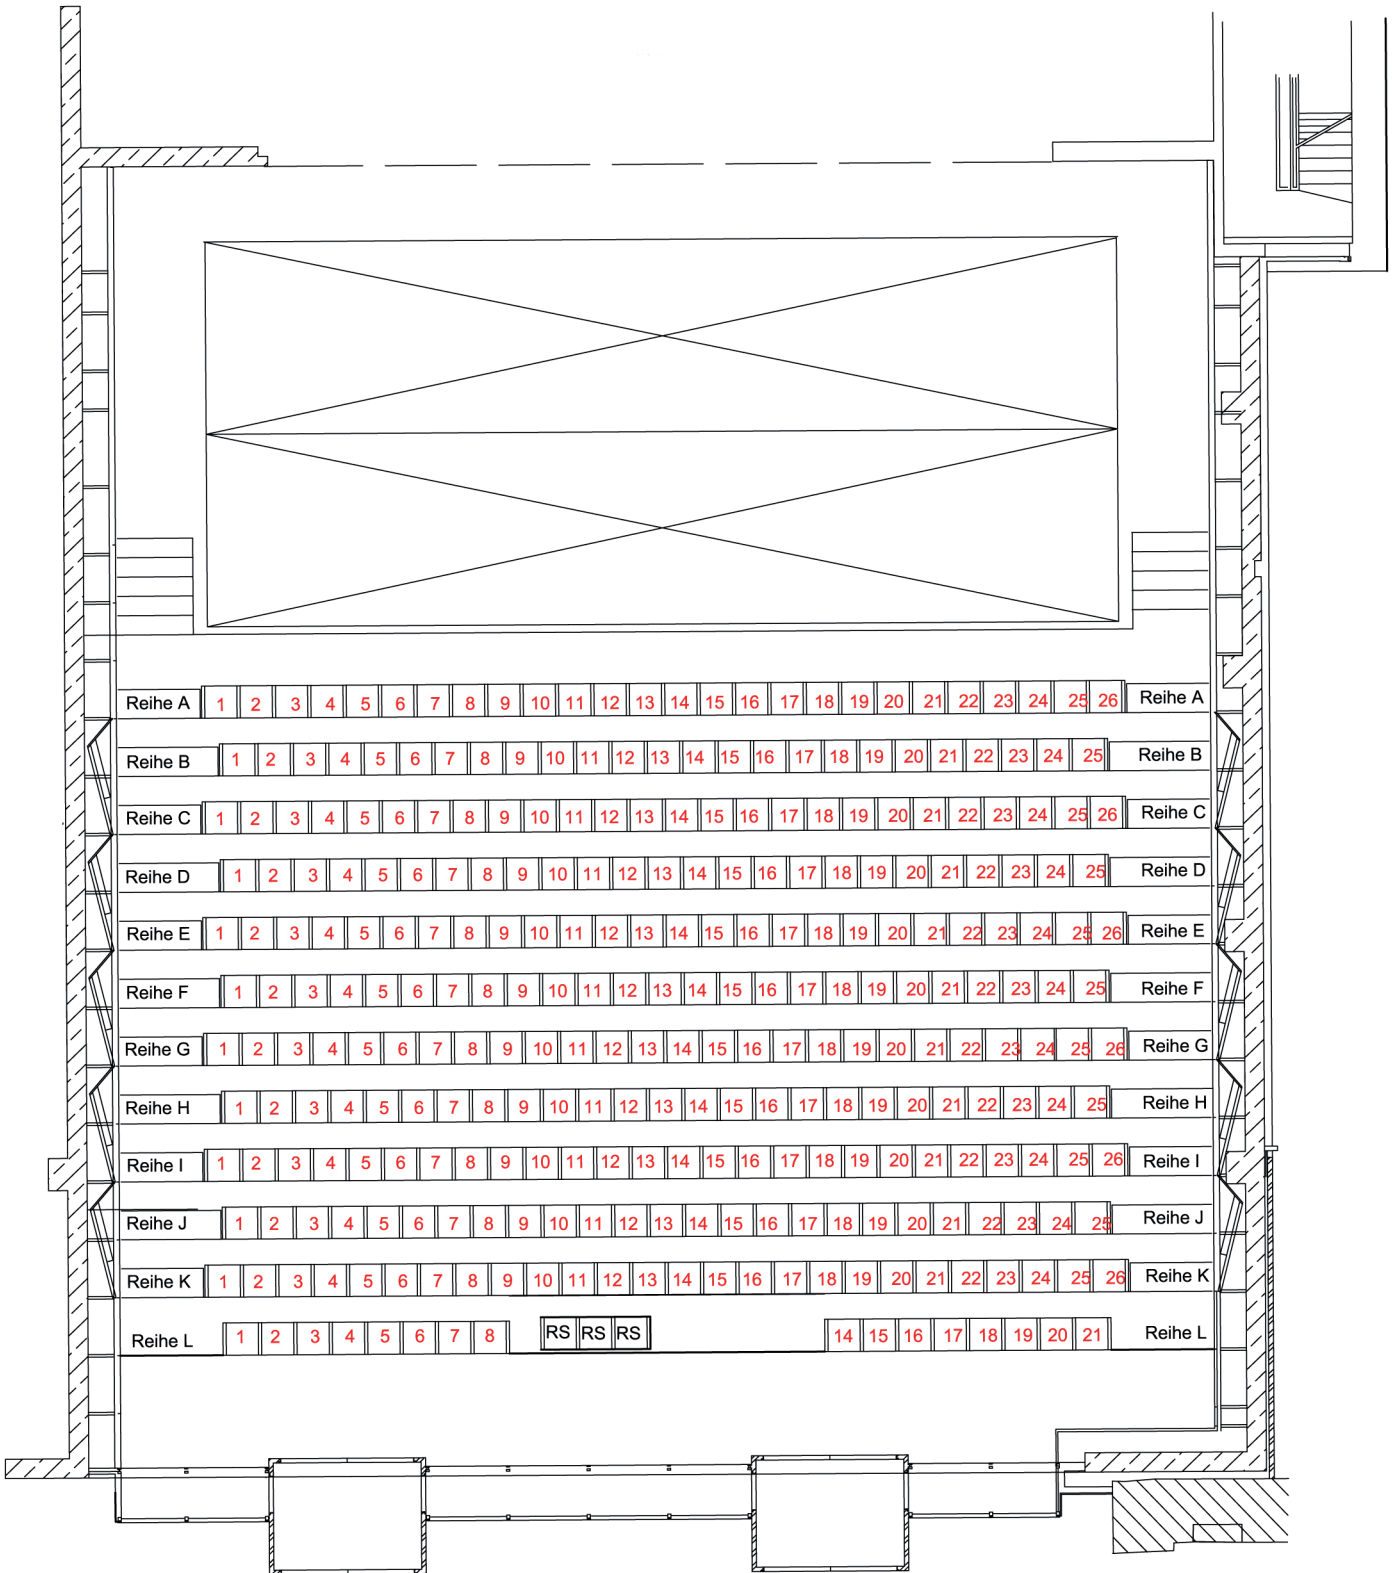 Reihe A 1 2 3 4 5 6 7 8 9 10 11 12 13 14 15 16 17 18 19 20 21 22 23 24 25 26 Reihe A
Reihe B 1 2 3 4 5 6 7 8 9 10 11 12 13 14 15 16 17 18 19 20 21 22 23 24 25 Reihe B
Reihe C 1 2 3 4 5 6 7 8 9 10 11 12 13 14 15 16 17 18 19 20 21 22 23 24 25 26 Reihe C
Reihe D 1 2 3 4 5 6 7 8 9 10 11 12 13 14 15 16 17 18 19 20 21 22 23 24 25 Reihe D
Reihe E 1 2 3 4 5 6 7 8 9 10 11 12 13 14 15 16 17 18 19 20 21 22 23 24 25 26 Reihe E
Reihe F 1 2 3 4 5 6 7 8 9 10 11 12 13 14 15 16 17 18 19 20 21 22 23 24 25 Reihe F
Reihe G 1 2 3 4 5 6 7 8 9 10 11 12 13 14 15 16 17 18 19 20 21 22 23 24 25 26 Reihe G
Reihe H 1 2 3 4 5 6 7 8 9 10 11 12 13 14 15 16 17 18 19 20 21 22 23 24 25 Reihe H
Reihe I 1 2 3 4 5 6 7 8 9 10 11 12 13 14 15 16 17 18 19 20 21 22 23 24 25 26 Reihe I
Reihe J 1 2 3 4 5 6 7 8 9 10 11 12 13 14 15 16 17 18 19 20 21 22 23 24 25 Reihe J
Reihe K 1 2 3 4 5 6 7 8 9 10 11 12 13 14 15 16 17 18 19 20 21 22 23 24 25 26 Reihe K
Reihe L 1 2 3 4 5 6 7 8 RS RS RS 14 15 16 17 18 19 20 21 Reihe L